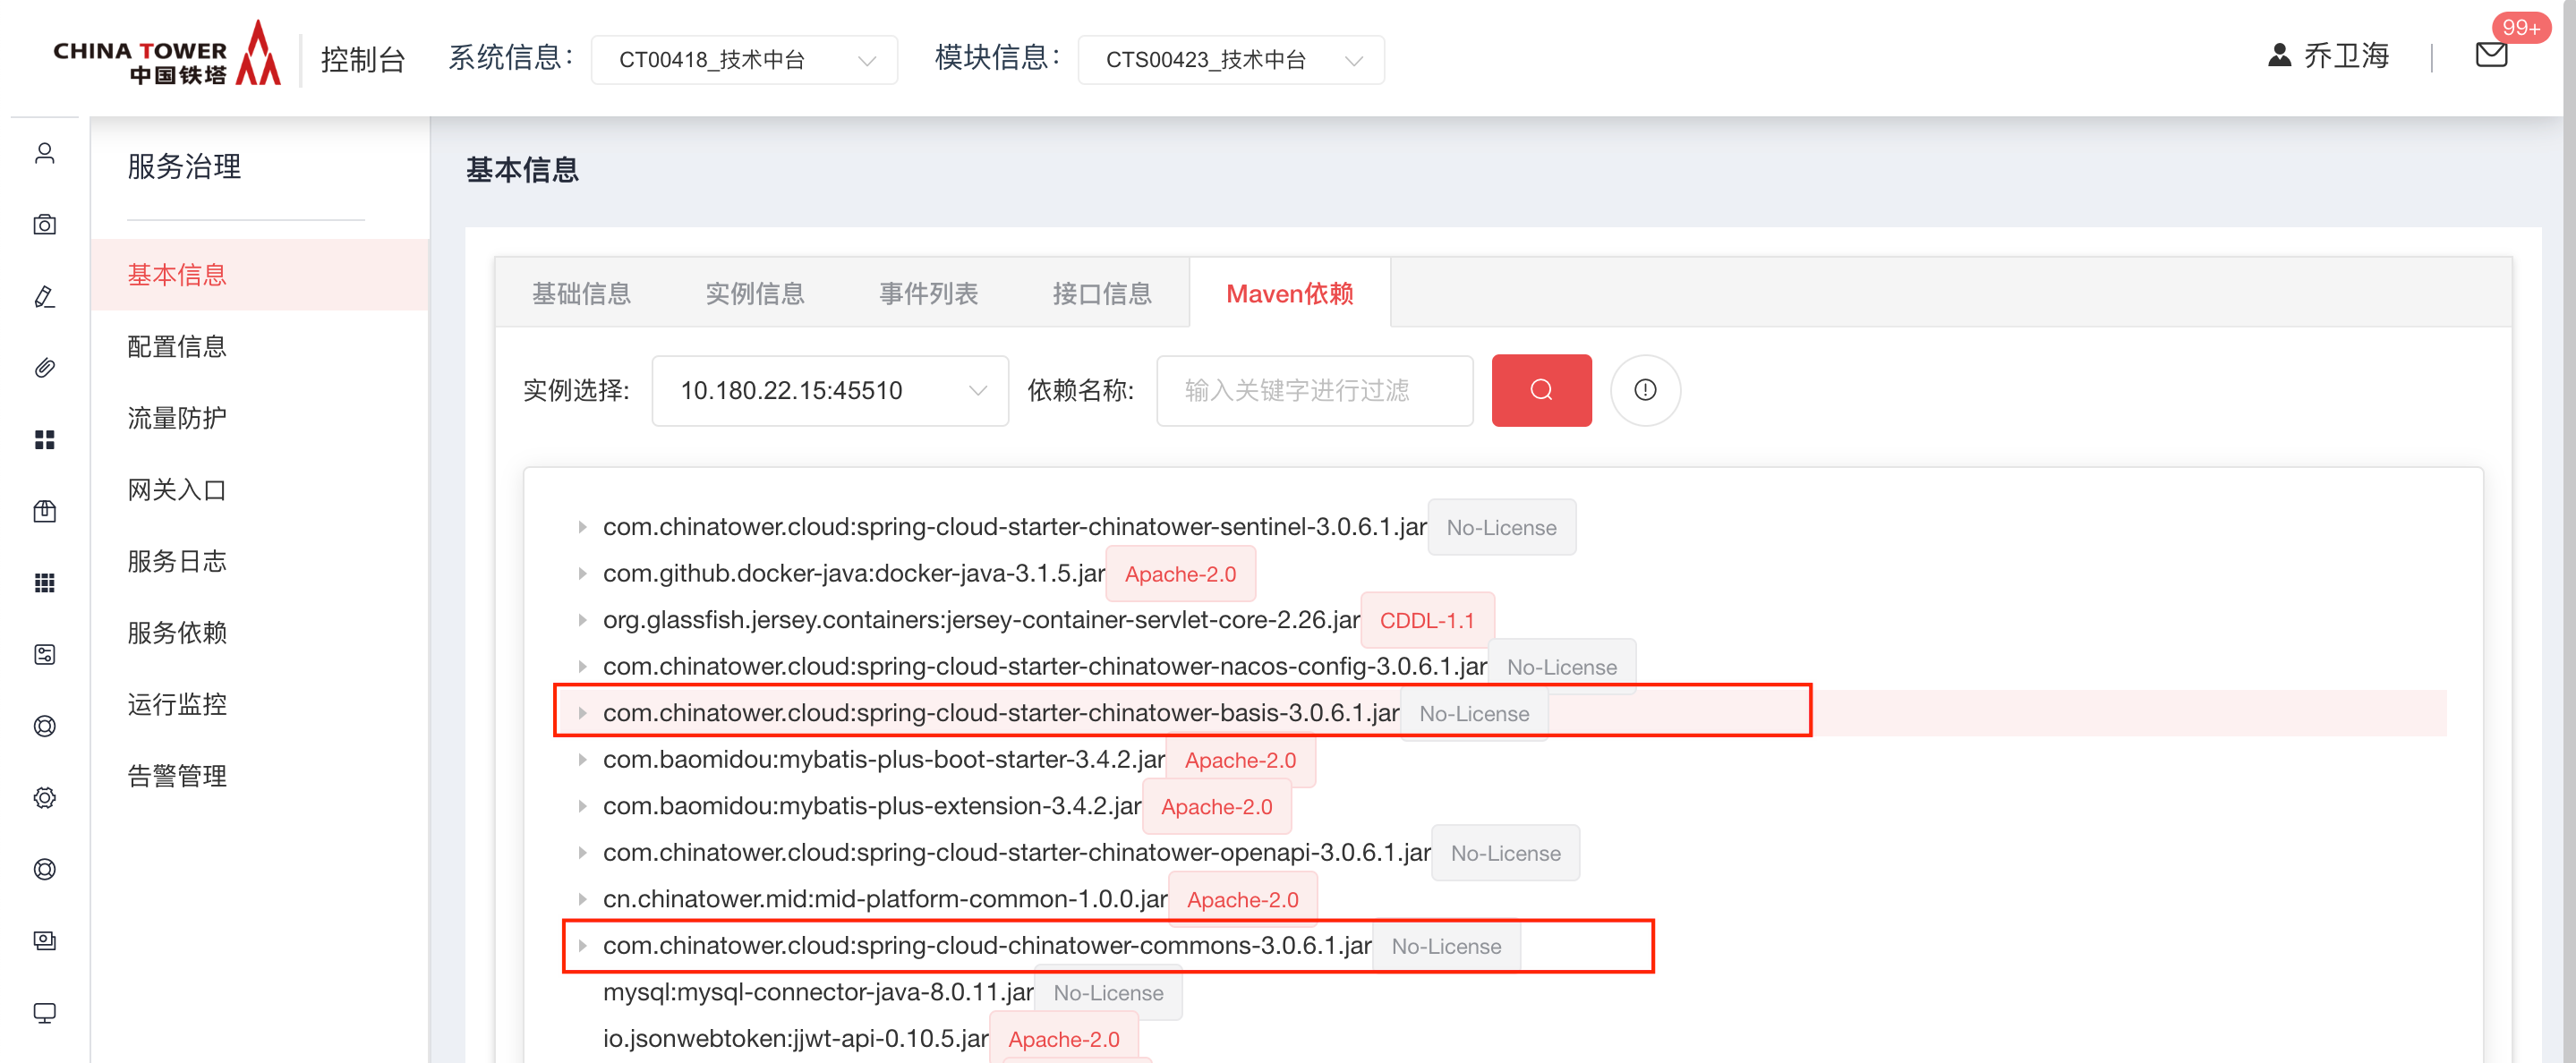 CHINA TOWER
中国铁塔
控制台
系统信息:
CT00418_技术中台
模块信息:
CTS00423_技术中台
乔卫海
99+
服务治理
基本信息
配置信息
流量防护
网关入口
服务日志
服务依赖
运行监控
告警管理
基本信息
基础信息
实例信息
事件列表
接口信息
Maven依赖
实例选择:
10.180.22.15:45510
依赖名称:
输入关键字进行过滤
com.chinatower.cloud:spring-cloud-starter-chinatower-sentinel-3.0.6.1.jar No-License
com.github.docker-java:docker-java-3.1.5.jar Apache-2.0
org.glassfish.jersey.containers:jersey-container-servlet-core-2.26.jar CDDL-1.1
com.chinatower.cloud:spring-cloud-starter-chinatower-nacos-config-3.0.6.1.jar No-License
com.chinatower.cloud:spring-cloud-starter-chinatower-basis-3.0.6.1.jar No-License
com.baomidou:mybatis-plus-boot-starter-3.4.2.jar Apache-2.0
com.baomidou:mybatis-plus-extension-3.4.2.jar Apache-2.0
com.chinatower.cloud:spring-cloud-starter-chinatower-openapi-3.0.6.1.jar No-License
cn.chinatower.mid:mid-platform-common-1.0.0.jar Apache-2.0
com.chinatower.cloud:spring-cloud-chinatower-commons-3.0.6.1.jar No-License
mysql:mysql-connector-java-8.0.11.jar No-License
io.jsonwebtoken:jjwt-api-0.10.5.jar Apache-2.0